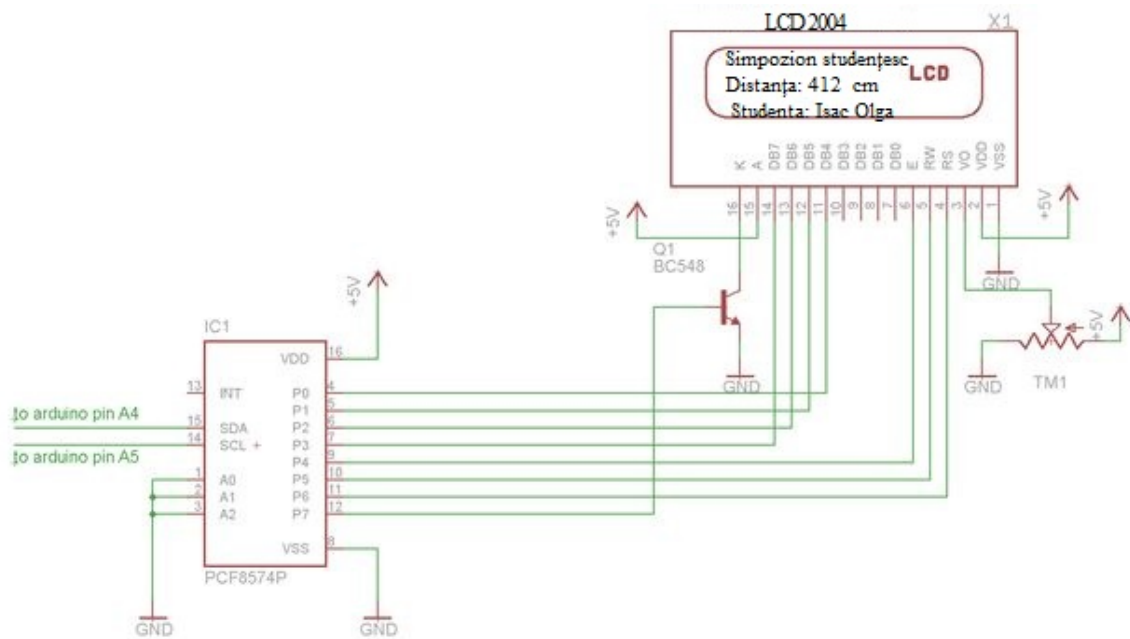 LCD 2004
X1
Simpozion studențesc
LCD
Distanța: 412 cm
Studenta: Isac Olga
K A DB7 DB6 DB5 DB4 DB3 DB2 DB1 DB0 E RW RS VO VDD VSS
16 15 14 13 12 11 10 9 8 7 6 5 4 3 2 1
+5V
+5V
Q1
BC548
GND
+5V
+5V
GND
GND
TM1
IC1
VDD 16
13 INT
P0 4
P1 5
to arduino pin A4
15 SDA
P2 6
14 SCL +
P3 7
to arduino pin A5
P4 9
1 A0
P5 10
2 A1
P6 11
3 A2
P7 12
VSS 8
PCF8574P
GND
GND